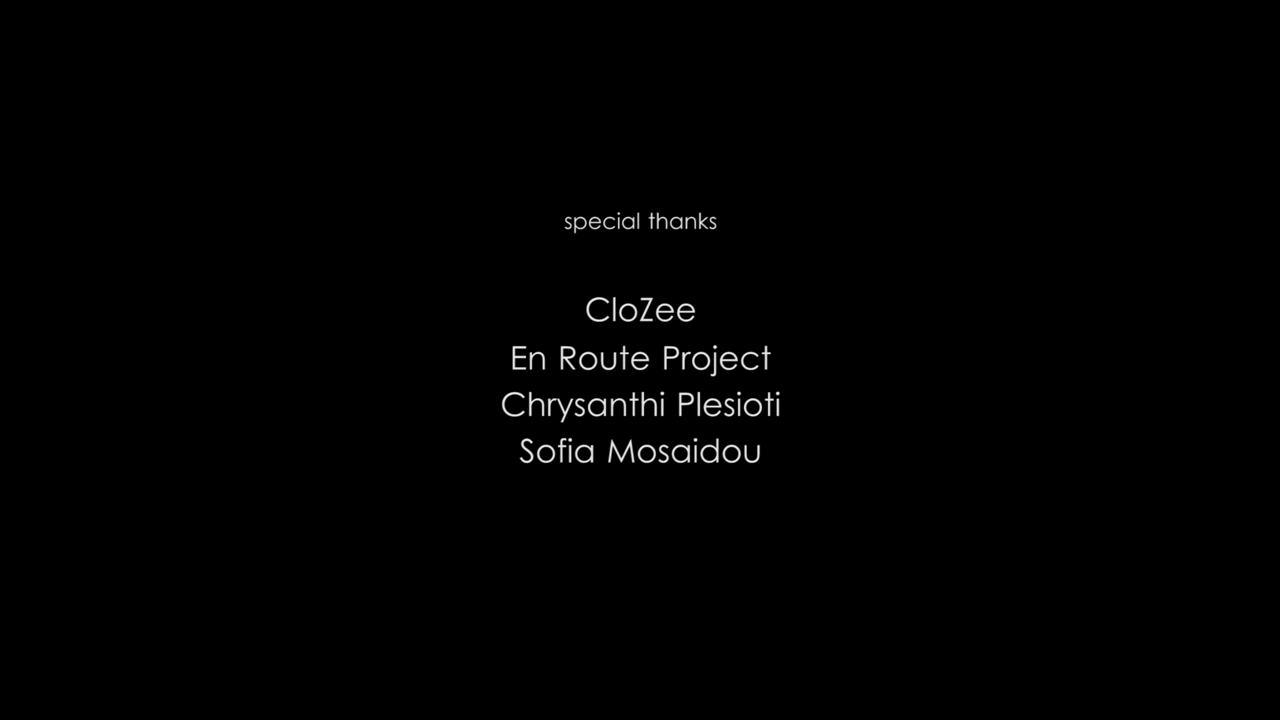 special thanks
CloZee
En Route Project
Chrysanthi Plesioti
Sofia Mosaidou